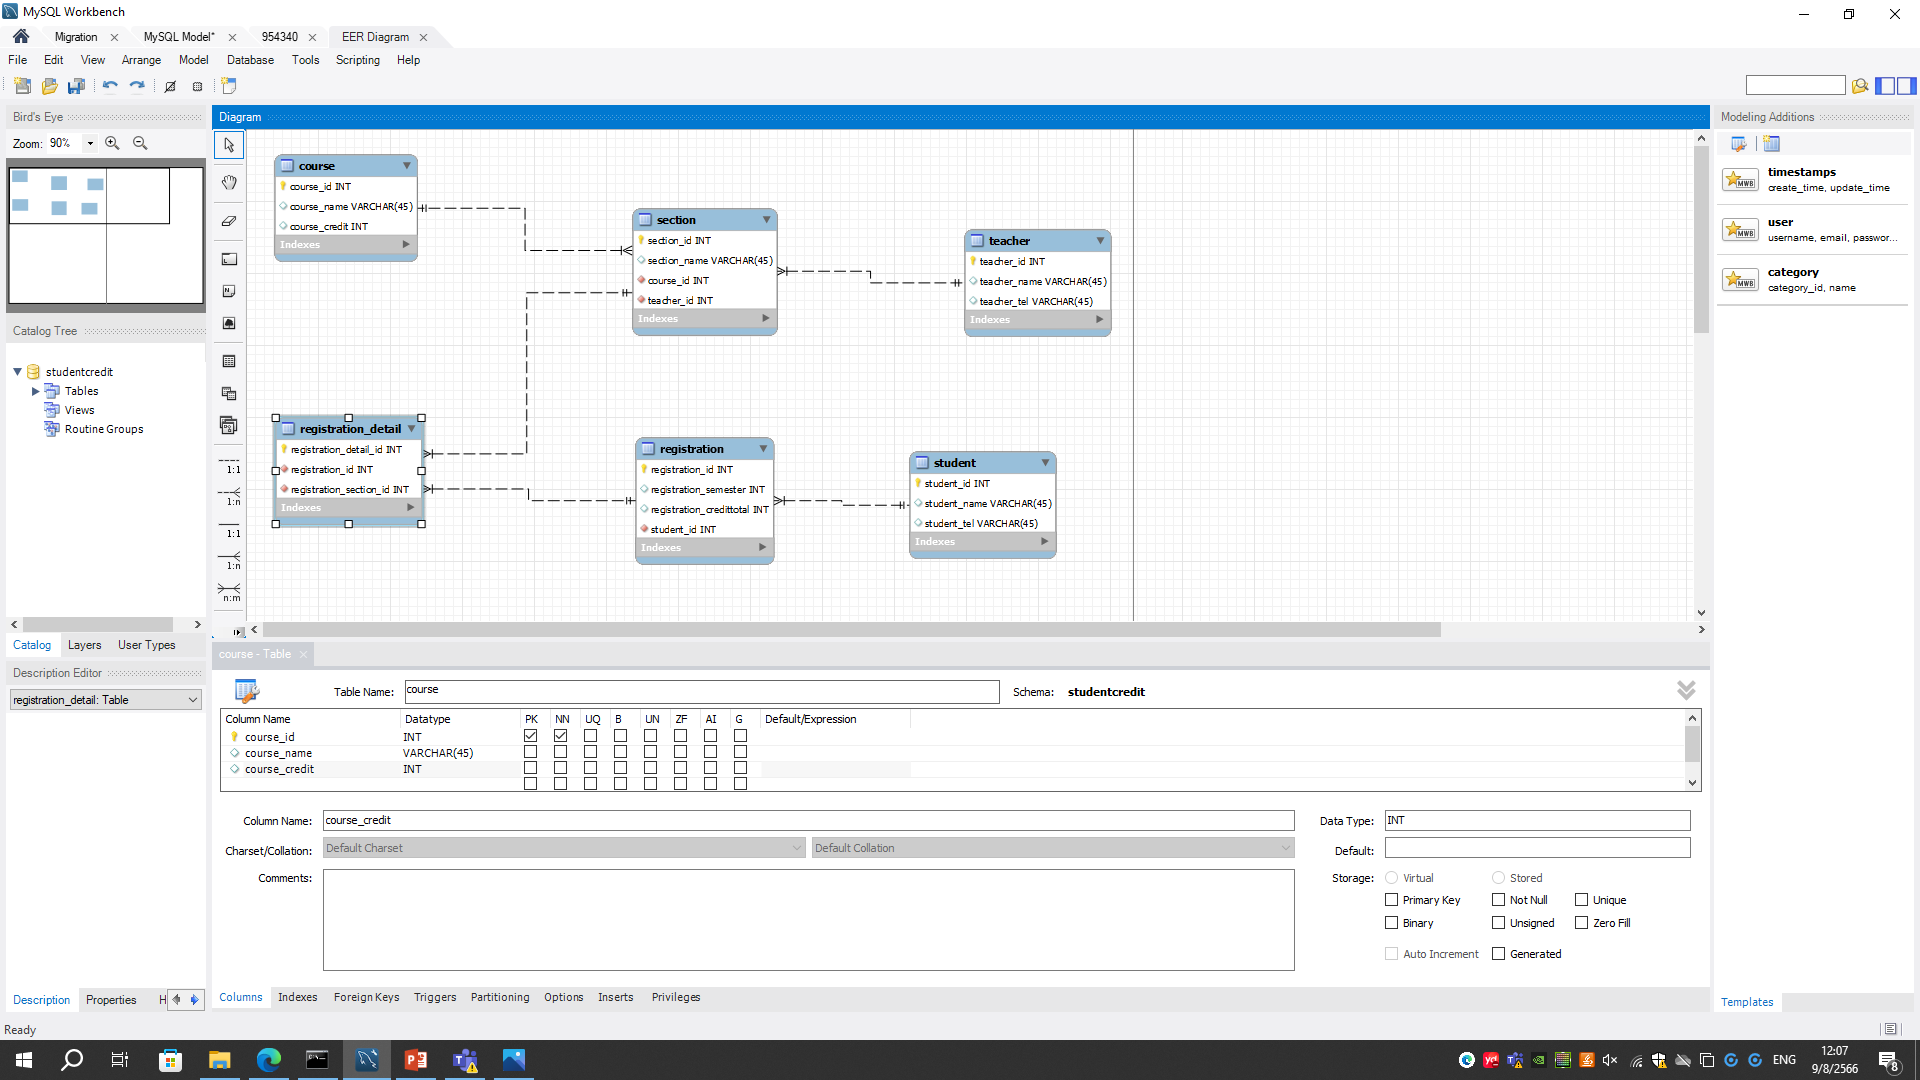 MySQL Workbench
Migration
MySQL Model*
954340
EER Diagram
File Edit View Arrange Model Database Tools Scripting Help
Bird's Eye
Zoom: 90%
Catalog Tree
studentcredit
Tables
Views
Routine Groups
Catalog Layers User Types
Description Editor
registration_detail: Table
Description Properties H
Ready
Diagram
1:1
1:n
1:1
1:n
n:m
course
course_id INT
course_name VARCHAR(45)
course_credit INT
Indexes
section
section_id INT
section_name VARCHAR(45)
course_id INT
teacher_id INT
Indexes
teacher
teacher_id INT
teacher_name VARCHAR(45)
teacher_tel VARCHAR(45)
Indexes
registration_detail
registration_detail_id INT
registration_id INT
registration_section_id INT
Indexes
registration
registration_id INT
registration_semester INT
registration_credittotal INT
student_id INT
Indexes
student
student_id INT
student_name VARCHAR(45)
student_tel VARCHAR(45)
Indexes
course - Table
Table Name: course Schema: studentcredit
Column Name Datatype PK NN UQ B UN ZF AI G Default/Expression
course_id INT
course_name VARCHAR(45)
course_credit INT
Column Name: course_credit Data Type: INT
Charset/Collation: Default Charset Default Collation Default:
Comments: Storage: Virtual Stored
Primary Key Not Null Unique
Binary Unsigned Zero Fill
Auto Increment Generated
Columns Indexes Foreign Keys Triggers Partitioning Options Inserts Privileges
Modeling Additions
timestamps
create_time, update_time
user
username, email, passwor...
category
category_id, name
Templates
ENG
12:07
9/8/2566
8